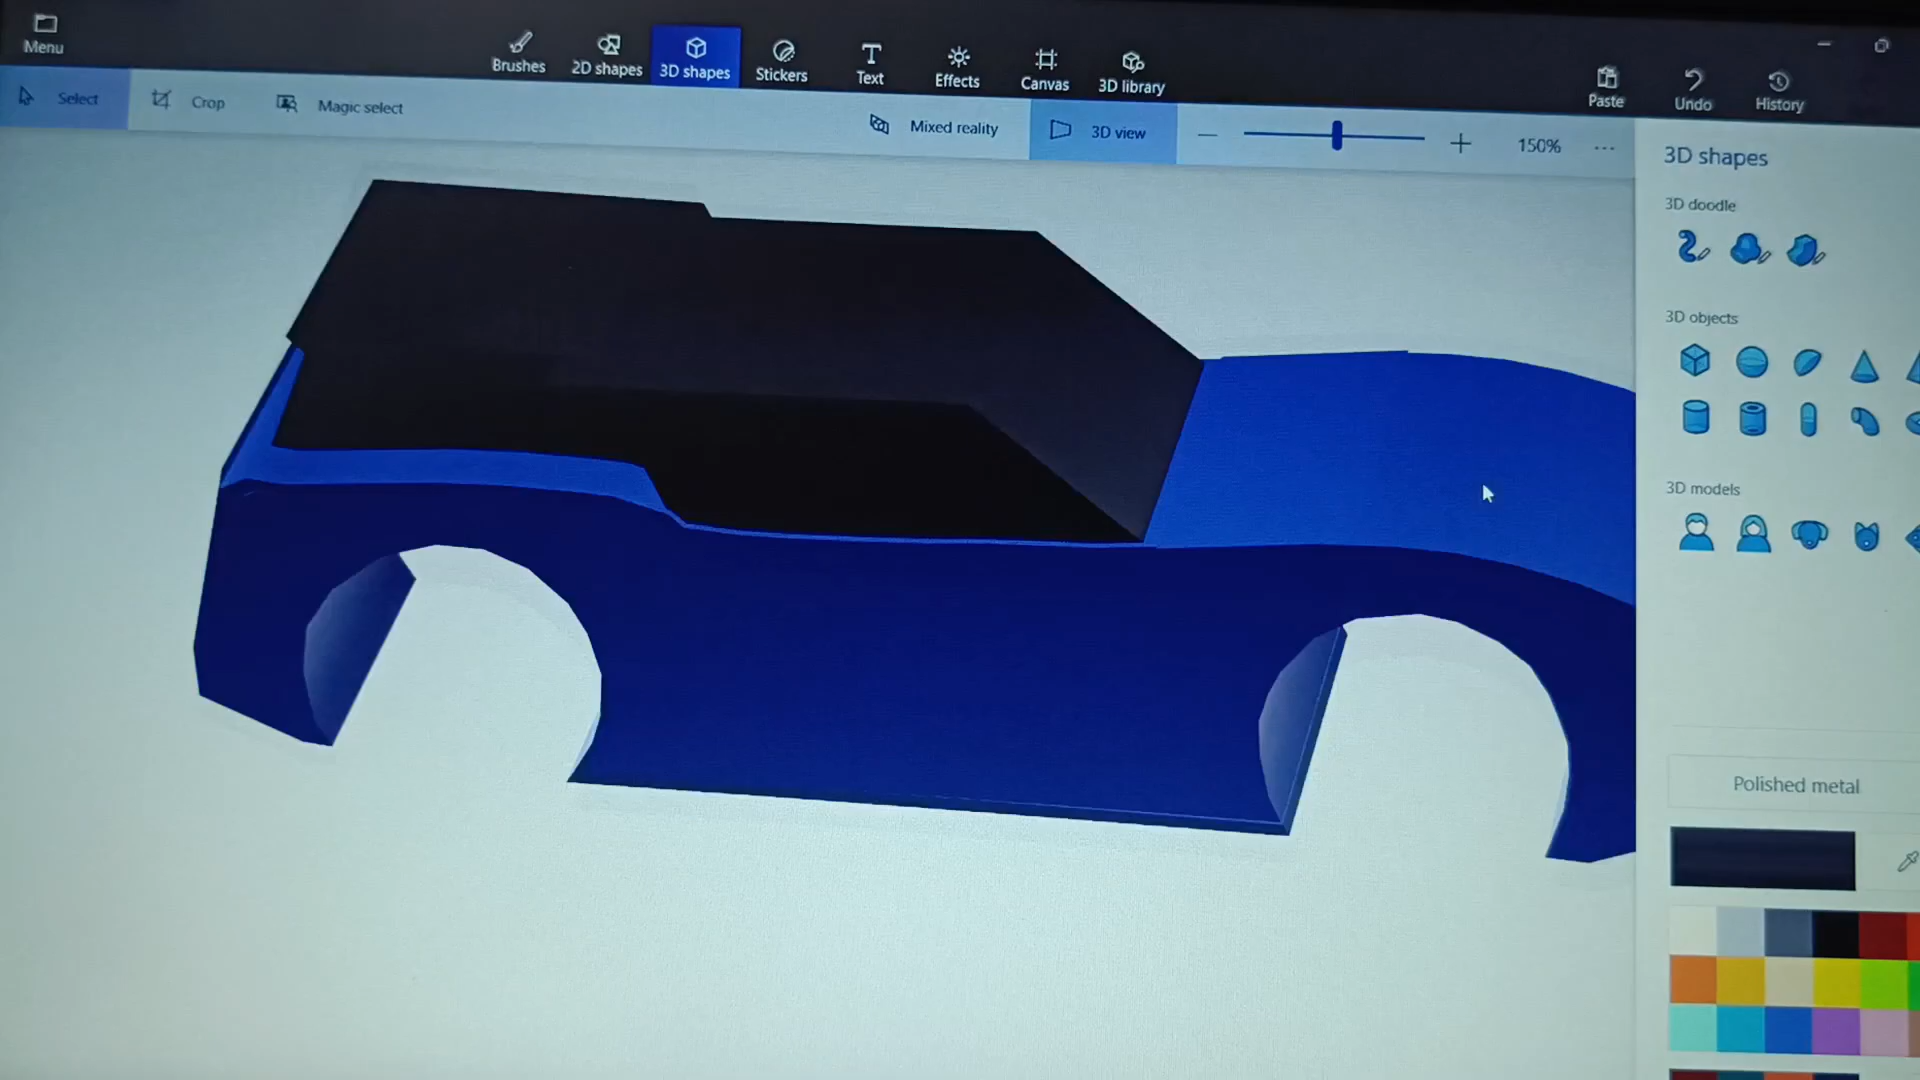 Menu
Brushes
2D shapes
3D shapes
Stickers
Text
Effects
Canvas
3D library
Paste
Undo
History
Select
Crop
Magic select
Mixed reality
3D view
150%
3D shapes
3D doodle
3D objects
3D models
Polished metal